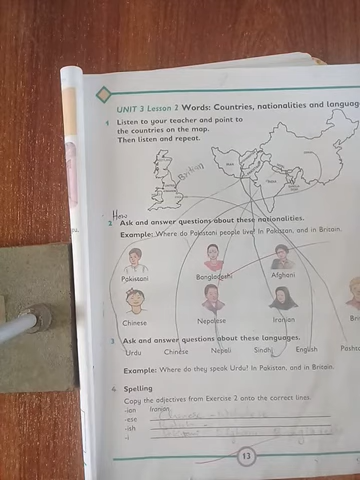 UNIT 3 Lesson 2 Words: Countries, nationalities and languag
1 Listen to your teacher and point to
the countries on the map.
Then listen and repeat.
How
2 Ask and answer questions about these nationalities.
Example: Where do Pakistani people live? In Pakistan, and in Britain.
Pakistani Bangladeshi Afghani
Chinese Nepalese Iranian Bri
3 Ask and answer questions about these languages.
Urdu Chinese Nepali Sindhi English Pashto
Example: Where do they speak Urdu? In Pakistan, and in Britain.
4 Spelling
Copy the adjectives from Exercise 2 onto the correct lines.
-ian Iranian
-ese
-ish
-i
13